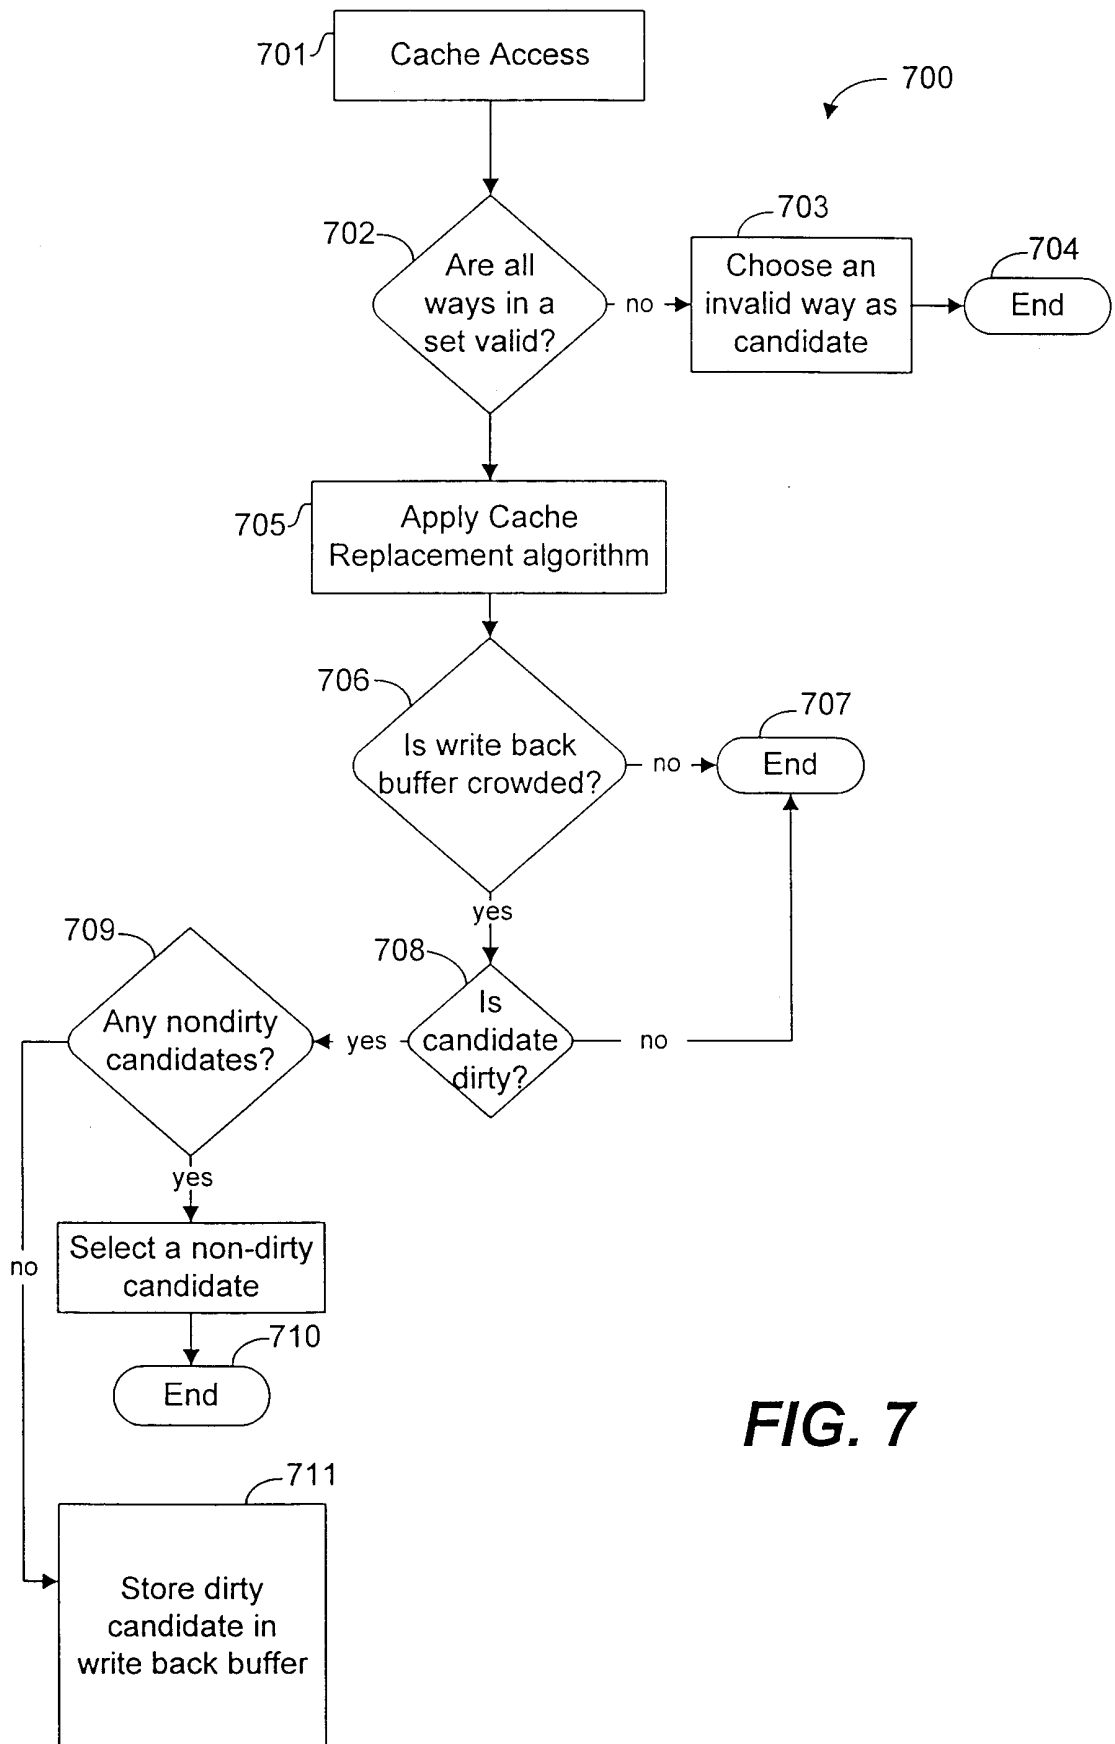 701
Cache Access
700
702
Are all
ways in a
set valid?
no
703
Choose an
invalid way as
candidate
704
End
705
Apply Cache
Replacement algorithm
706
Is write back
buffer crowded?
no
707
End
yes
708
Is
candidate
dirty?
no
yes
709
Any nondirty
candidates?
yes
no
Select a non-dirty
candidate
710
End
FIG. 7
711
Store dirty
candidate in
write back buffer